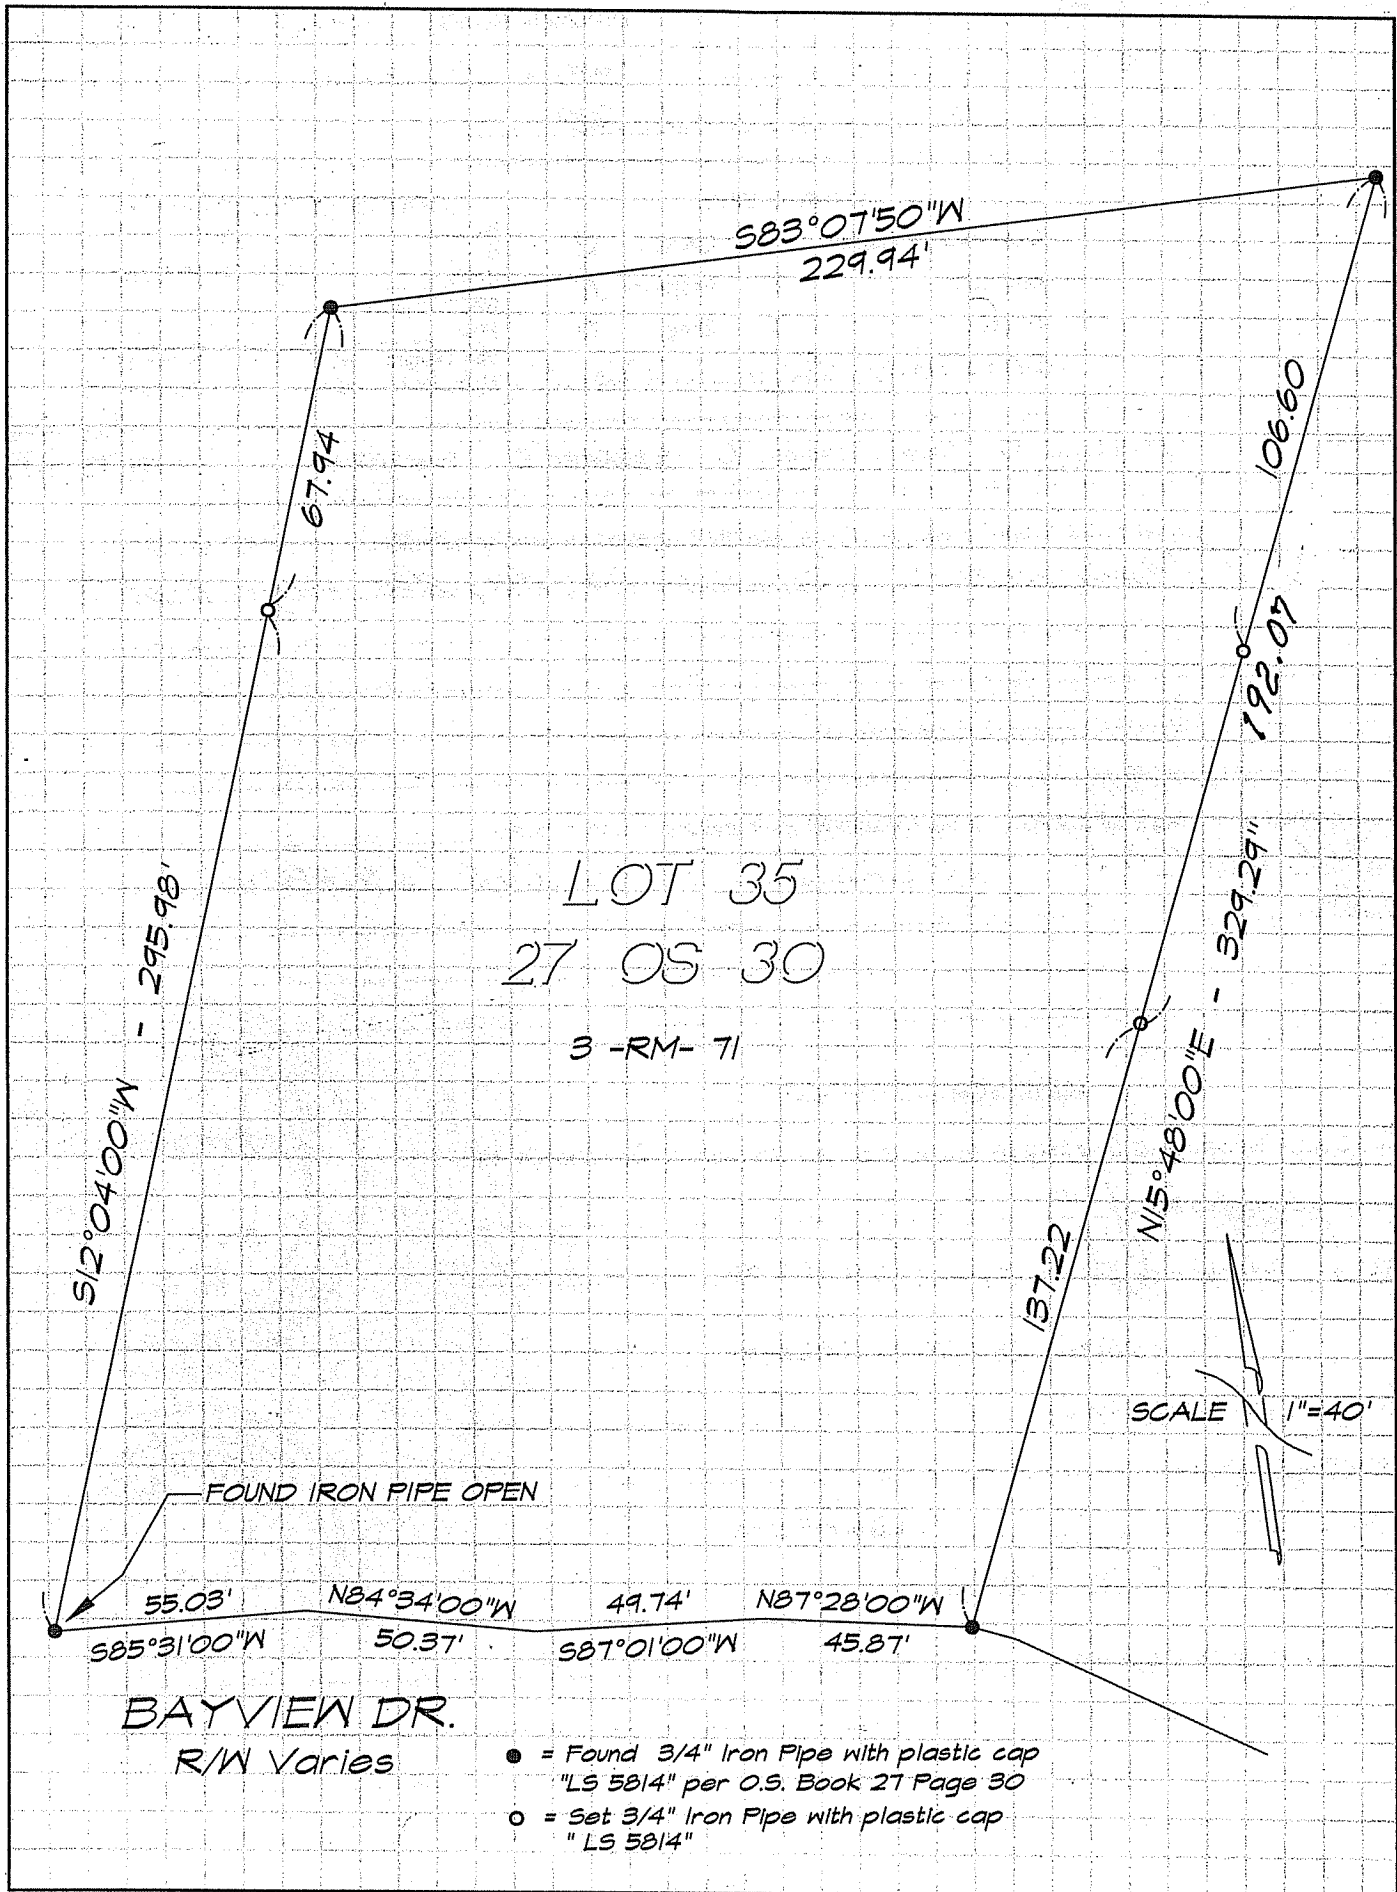 S83°07'50"W
229.94'
67.94
106.60
192.07
S12°04'00"W - 295.98'
LOT 35
27 OS 30
3 -RM- 71
N15°48'00"E - 329.29"
137.22
SCALE 1"=40'
FOUND IRON PIPE OPEN
55.03'
S85°31'00"W
N84°34'00"W
50.37'
49.74'
S87°01'00"W
N87°28'00"W
45.87'
BAYVIEW DR.
R/W Varies
= Found 3/4" Iron Pipe with plastic cap
"LS 5814" per O.S. Book 27 Page 30
= Set 3/4" Iron Pipe with plastic cap
" LS 5814"